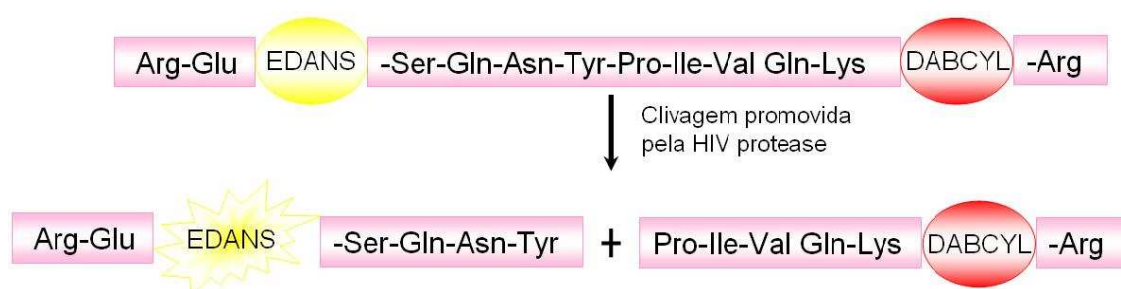 Arg-Glu EDANS -Ser-Gln-Asn-Tyr-Pro-Ile-Val Gln-Lys DABCYL -Arg
Clivagem promovida
pela HIV protease
Arg-Glu EDANS -Ser-Gln-Asn-Tyr + Pro-Ile-Val Gln-Lys DABCYL -Arg